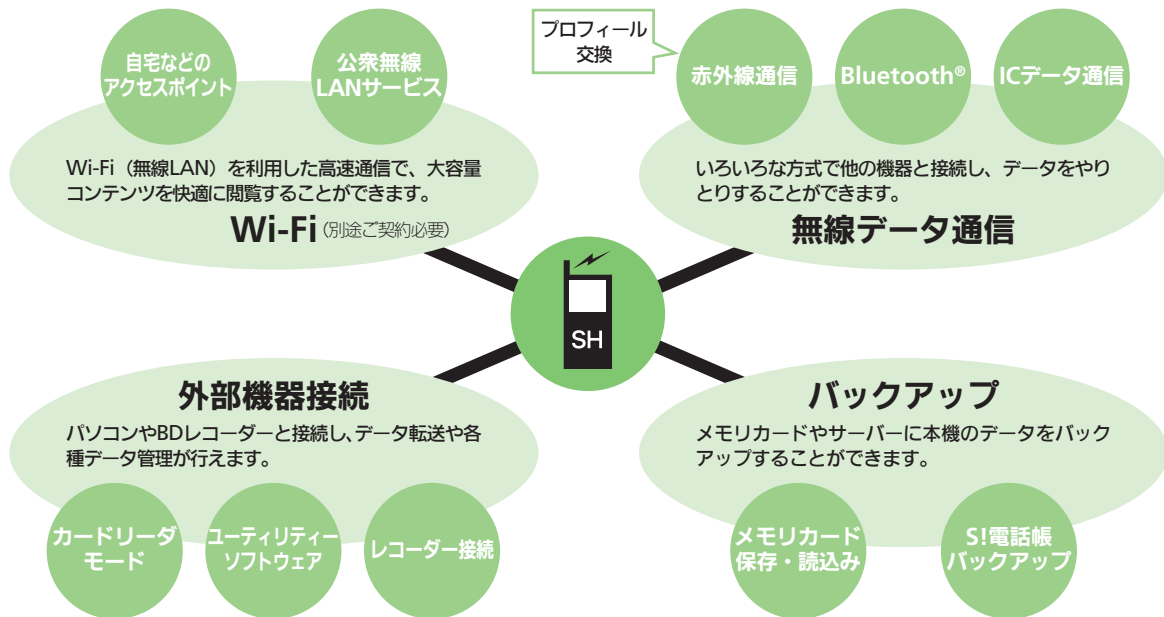 自宅などの
アクセスポイント
公衆無線
LANサービス
Wi-Fi（無線LAN）を利用した高速通信で、大容量
コンテンツを快適に閲覧することができます。
Wi-Fi（別途ご契約必要）
プロフィール
交換
赤外線通信
Bluetooth®
ICデータ通信
いろいろな方式で他の機器と接続し、データをやり
とりすることができます。
無線データ通信
SH
外部機器接続
パソコンやBDレコーダーと接続し、データ転送や各
種データ管理が行えます。
カードリーダ
モード
ユーティリティー
ソフトウェア
レコーダー接続
バックアップ
メモリカードやサーバーに本機のデータをバック
アップすることができます。
メモリカード
保存・読込み
S!電話帳
バックアップ